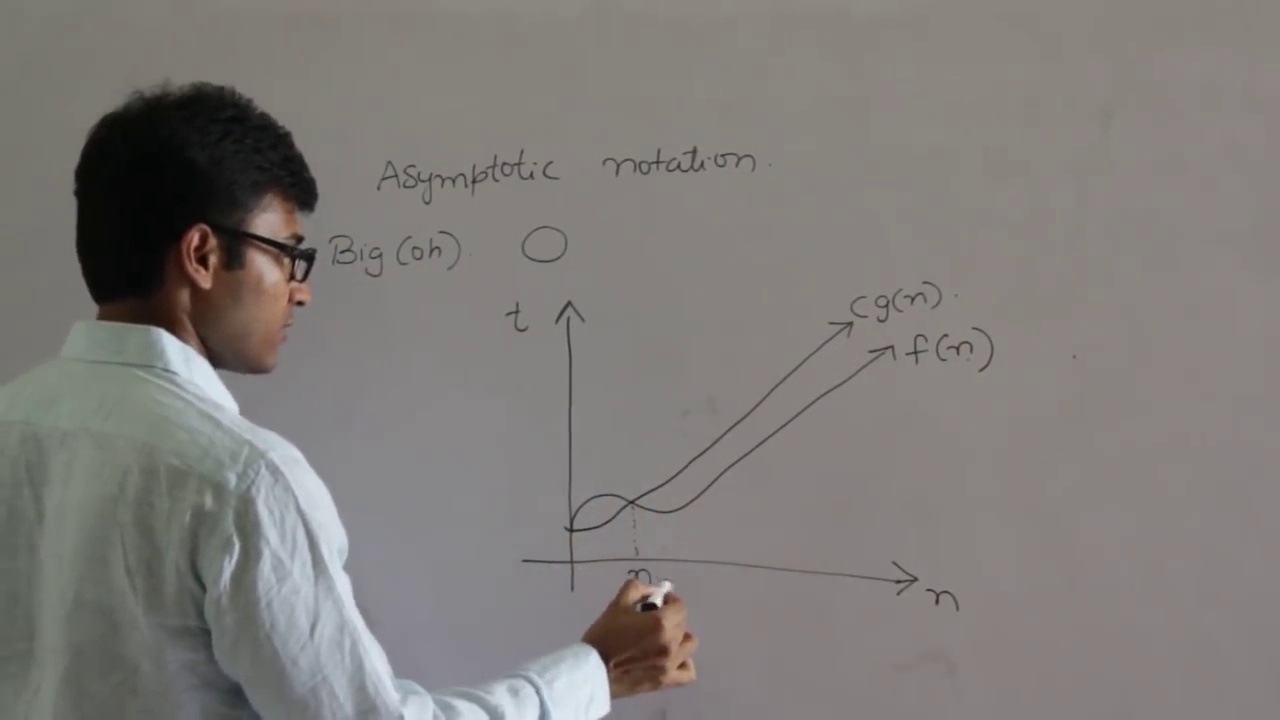 Asymptotic notation.
Big (oh). O
t
cg(n).
f(n)
n
n